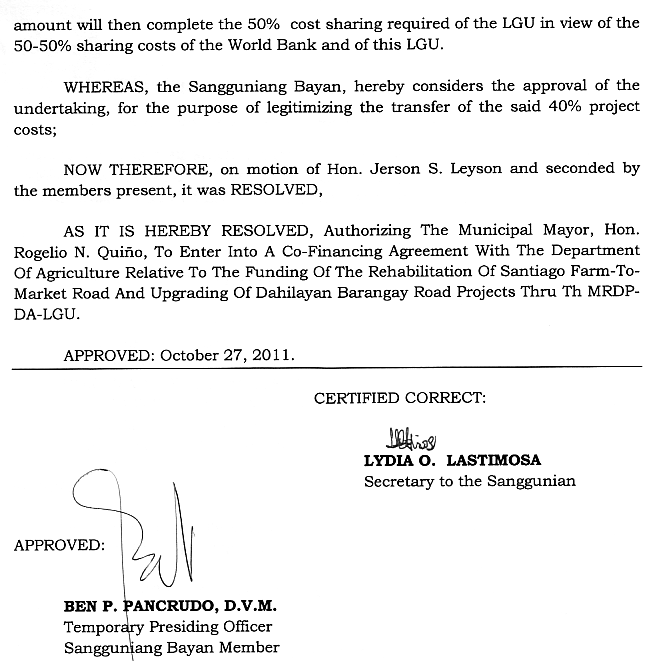 amount will then complete the 50% cost sharing required of the LGU in view of the
50-50% sharing costs of the World Bank and of this LGU.
WHEREAS, the Sangguniang Bayan, hereby considers the approval of the
undertaking, for the purpose of legitimizing the transfer of the said 40% project
costs;
NOW THEREFORE, on motion of Hon. Jerson S. Leyson and seconded by
the members present, it was RESOLVED,
AS IT IS HEREBY RESOLVED, Authorizing The Municipal Mayor, Hon.
Rogelio N. Quiño, To Enter Into A Co-Financing Agreement With The Department
Of Agriculture Relative To The Funding Of The Rehabilitation Of Santiago Farm-To-
Market Road And Upgrading Of Dahilayan Barangay Road Projects Thru Th MRDP-
DA-LGU.
APPROVED: October 27, 2011.
CERTIFIED CORRECT:
LYDIA O. LASTIMOSA
Secretary to the Sanggunian
APPROVED:
BEN P. PANCRUDO, D.V.M.
Temporary Presiding Officer
Sangguniang Bayan Member